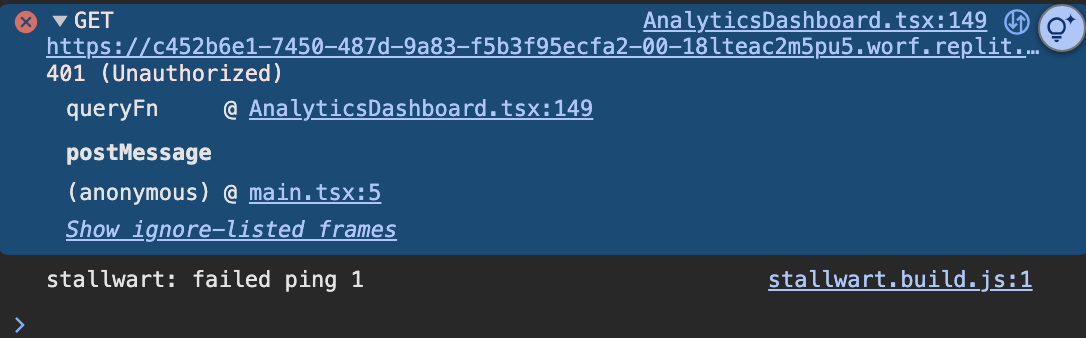 GET AnalyticsDashboard.tsx:149
https://c452b6e1-7450-487d-9a83-f5b3f95ecfa2-00-18lteac2m5pu5.worf.replit.…
401 (Unauthorized)
queryFn @ AnalyticsDashboard.tsx:149
postMessage
(anonymous) @ main.tsx:5
Show ignore-listed frames
stallwart: failed ping 1 stallwart.build.js:1